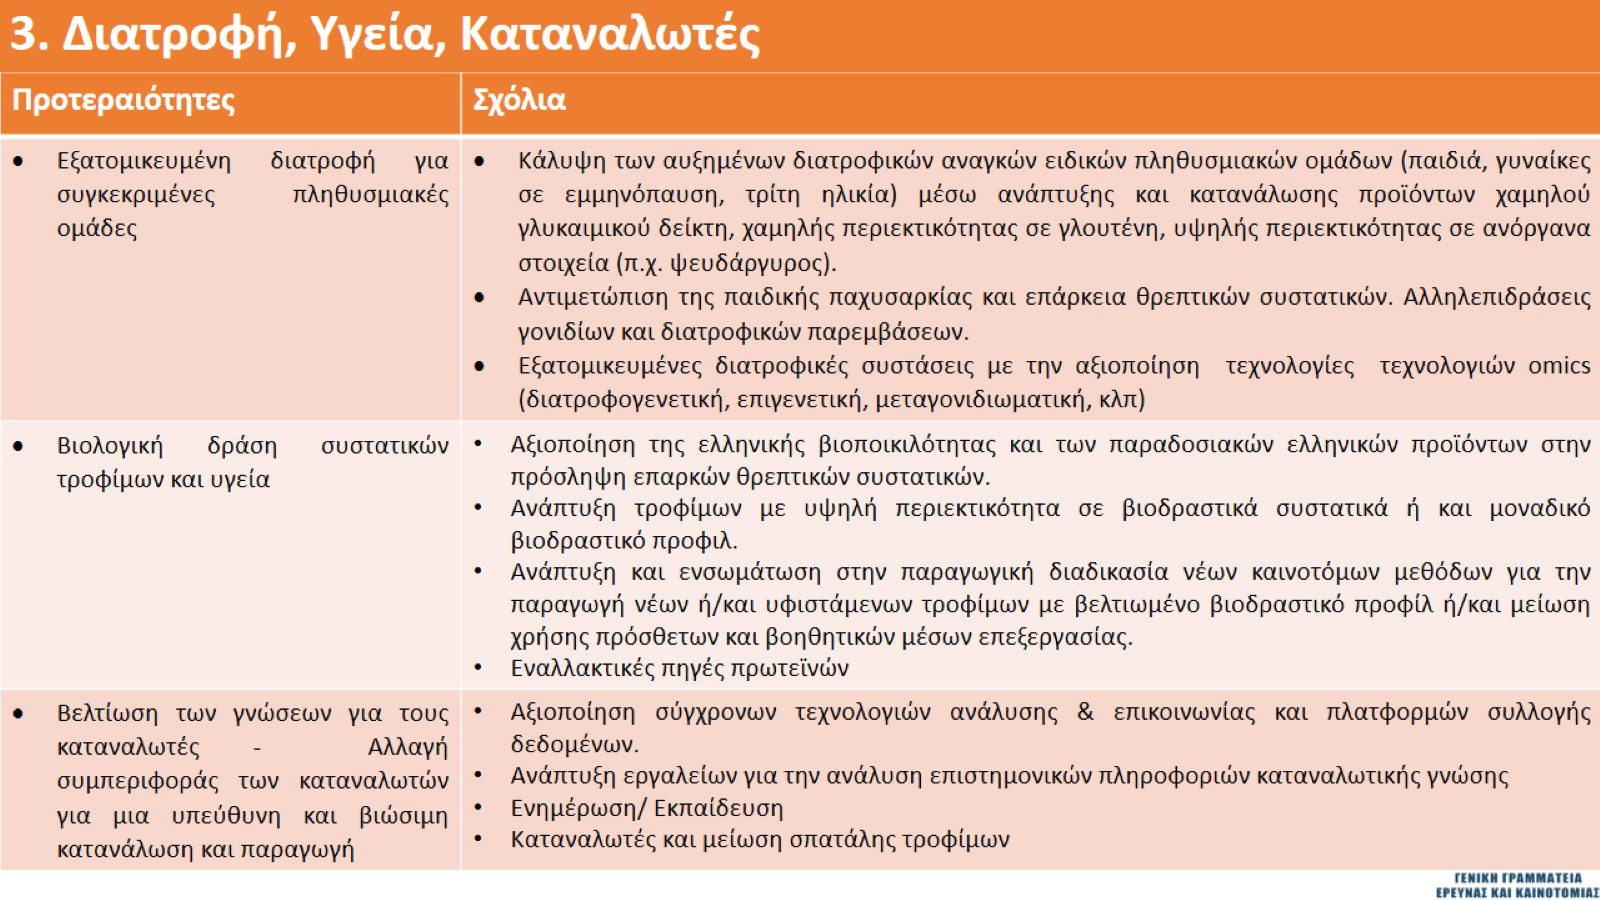 3. Διατροφή, Υγεία, Καταναλωτές
Προτεραιότητες
Σχόλια
● Εξατομικευμένη διατροφή για
συγκεκριμένες πληθυσμιακές
ομάδες
● Κάλυψη των αυξημένων διατροφικών αναγκών ειδικών πληθυσμιακών ομάδων (παιδιά, γυναίκες
σε εμμηνόπαυση, τρίτη ηλικία) μέσω ανάπτυξης και κατανάλωσης προϊόντων χαμηλού
γλυκαιμικού δείκτη, χαμηλής περιεκτικότητας σε γλουτένη, υψηλής περιεκτικότητας σε ανόργανα
στοιχεία (π.χ. ψευδάργυρος).
● Αντιμετώπιση της παιδικής παχυσαρκίας και επάρκεια θρεπτικών συστατικών. Αλληλεπιδράσεις
γονιδίων και διατροφικών παρεμβάσεων.
● Εξατομικευμένες διατροφικές συστάσεις με την αξιοποίηση τεχνολογίες τεχνολογιών omics
(διατροφογενετική, επιγενετική, μεταγονιδιωματική, κλπ)
● Βιολογική δράση συστατικών
τροφίμων και υγεία
• Αξιοποίηση της ελληνικής βιοποικιλότητας και των παραδοσιακών ελληνικών προϊόντων στην
πρόσληψη επαρκών θρεπτικών συστατικών.
• Ανάπτυξη τροφίμων με υψηλή περιεκτικότητα σε βιοδραστικά συστατικά ή και μοναδικό
βιοδραστικό προφιλ.
• Ανάπτυξη και ενσωμάτωση στην παραγωγική διαδικασία νέων καινοτόμων μεθόδων για την
παραγωγή νέων ή/και υφιστάμενων τροφίμων με βελτιωμένο βιοδραστικό προφίλ ή/και μείωση
χρήσης πρόσθετων και βοηθητικών μέσων επεξεργασίας.
• Εναλλακτικές πηγές πρωτεϊνών
● Βελτίωση των γνώσεων για τους
καταναλωτές - Αλλαγή
συμπεριφοράς των καταναλωτών
για μια υπεύθυνη και βιώσιμη
κατανάλωση και παραγωγή
• Αξιοποίηση σύγχρονων τεχνολογιών ανάλυσης & επικοινωνίας και πλατφορμών συλλογής
δεδομένων.
• Ανάπτυξη εργαλείων για την ανάλυση επιστημονικών πληροφοριών καταναλωτικής γνώσης
• Ενημέρωση/ Εκπαίδευση
• Καταναλωτές και μείωση σπατάλης τροφίμων
ΓΕΝΙΚΗ ΓΡΑΜΜΑΤΕΙΑ
ΕΡΕΥΝΑΣ ΚΑΙ ΚΑΙΝΟΤΟΜΙΑΣ